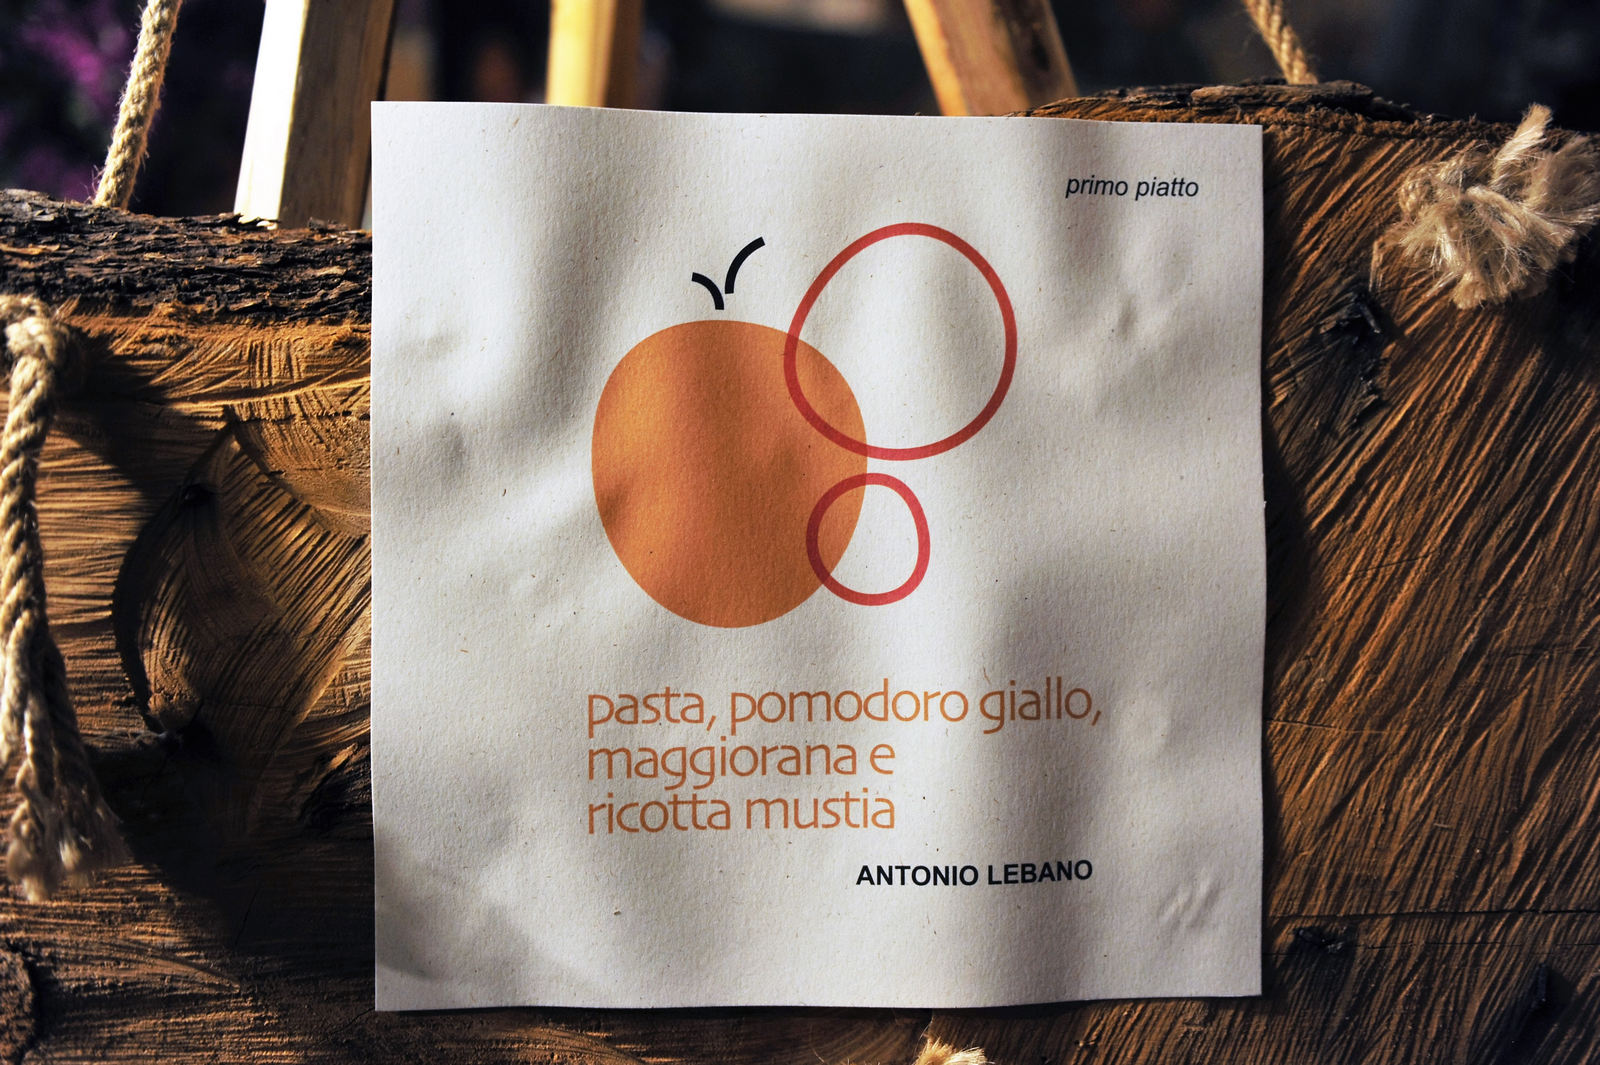 primo piatto
pasta, pomodoro giallo,
maggiorana e
ricotta mustia
ANTONIO LEBANO